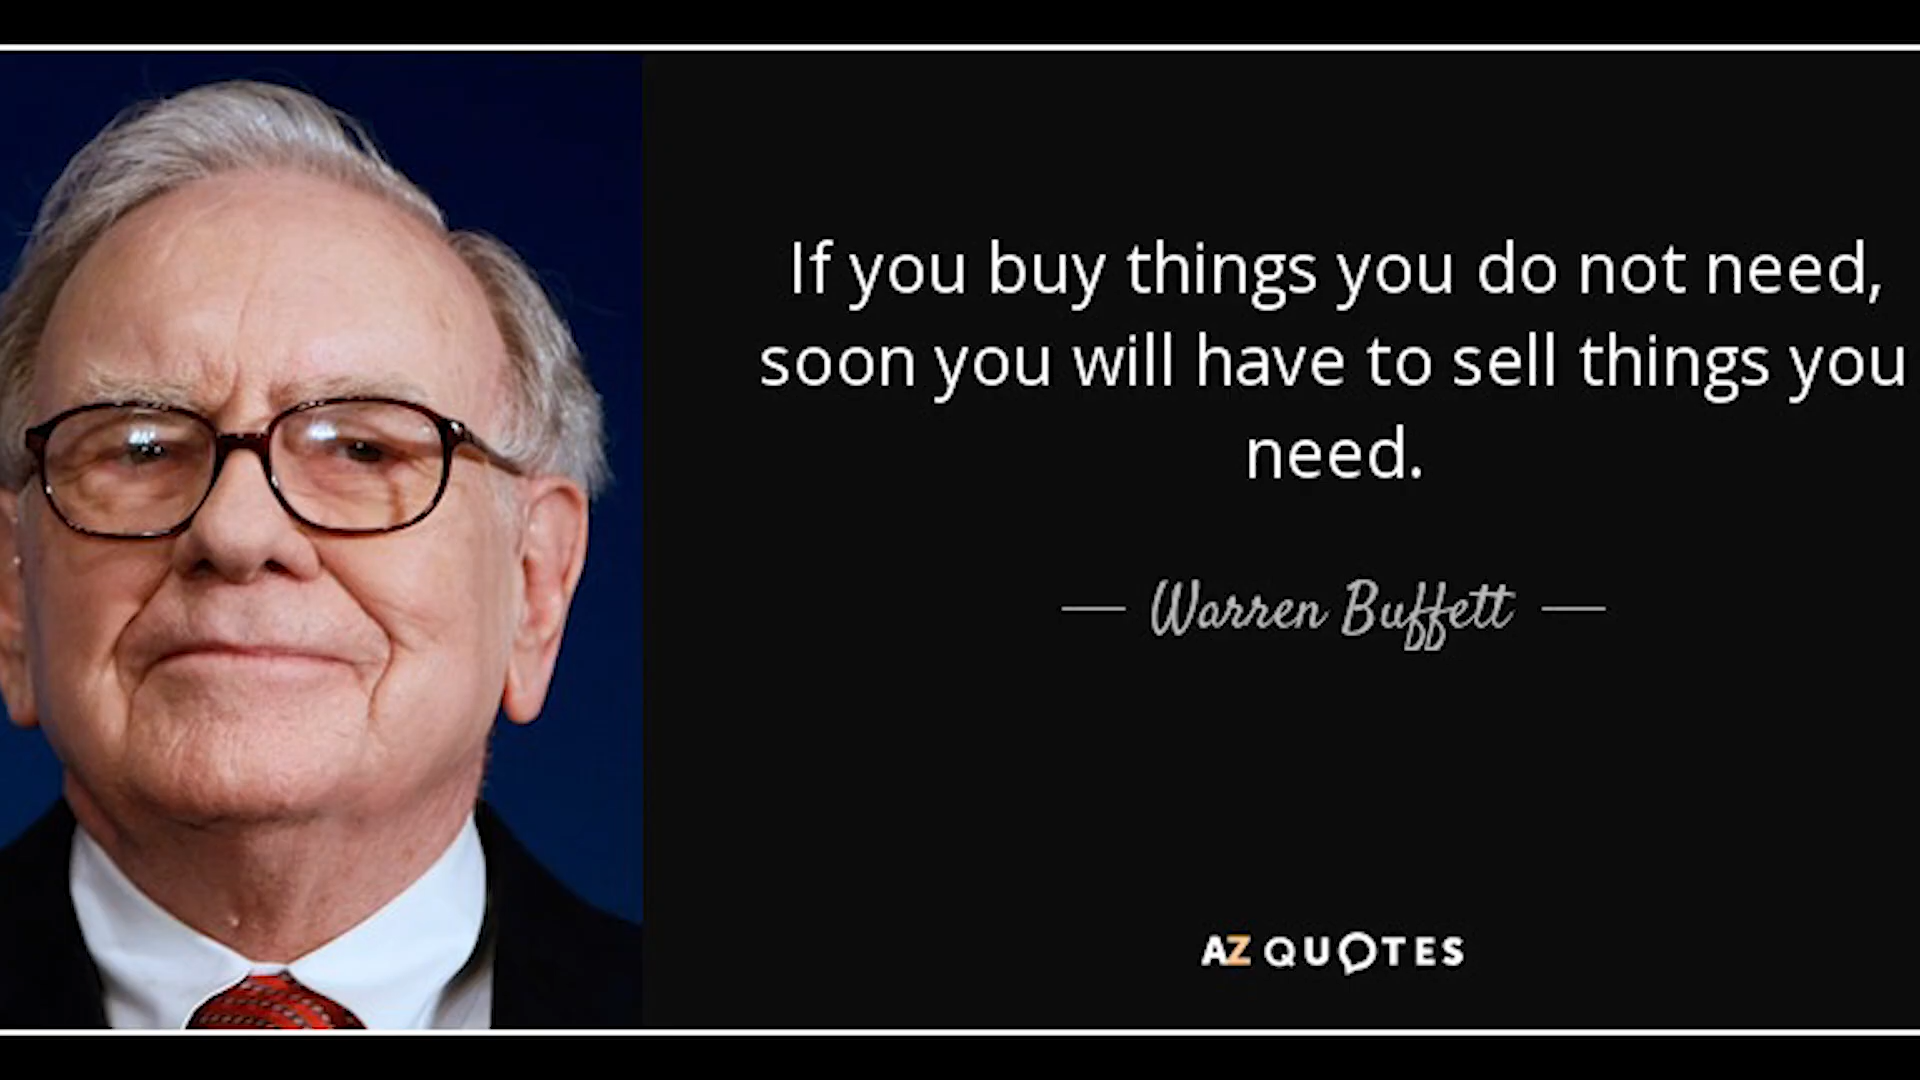 If you buy things you do not need,
soon you will have to sell things you
need.
— Warren Buffett —
AZ QUOTES